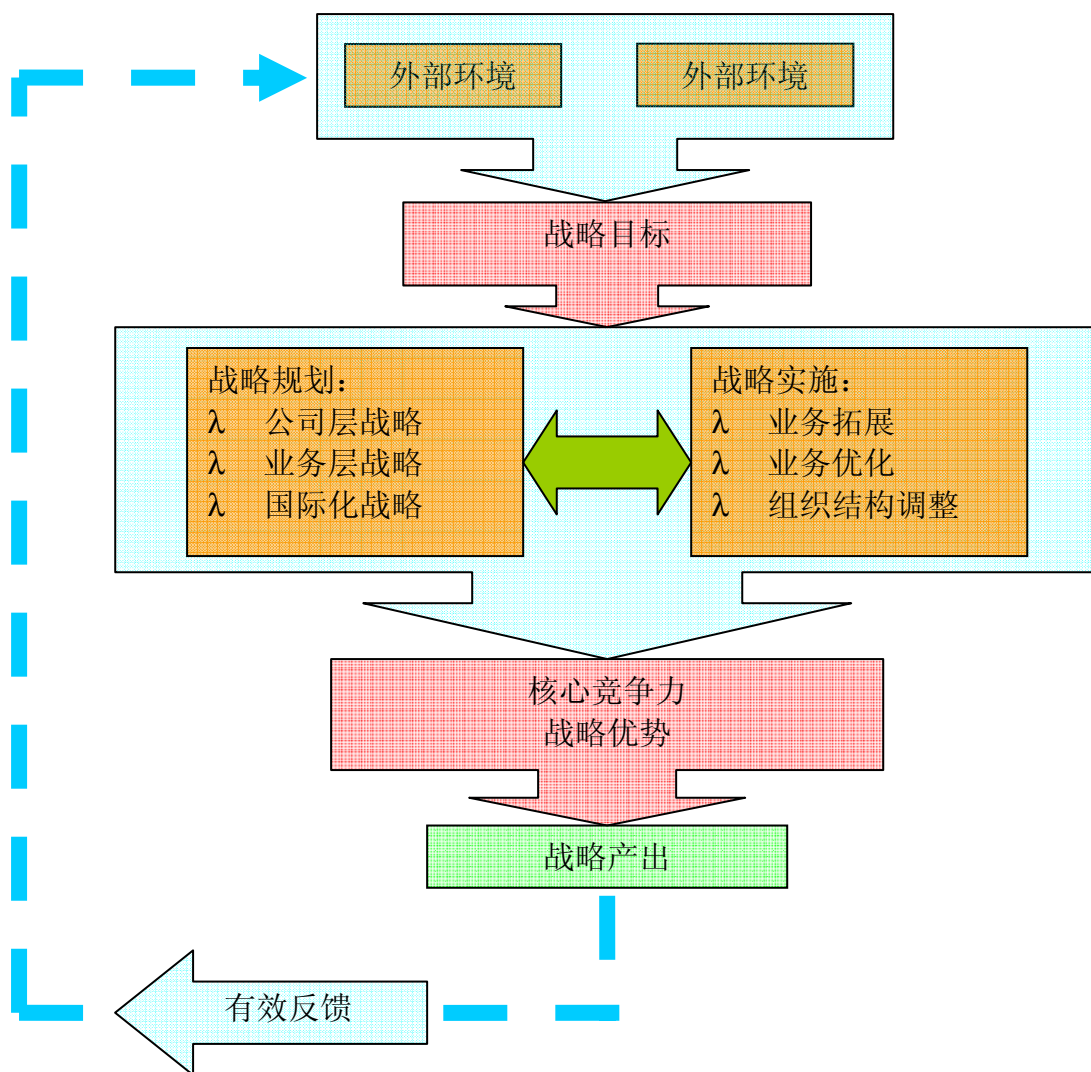 外部环境
外部环境
战略目标
战略规划：
λ 公司层战略
λ 业务层战略
λ 国际化战略
战略实施：
λ 业务拓展
λ 业务优化
λ 组织结构调整
核心竞争力
战略优势
战略产出
有效反馈